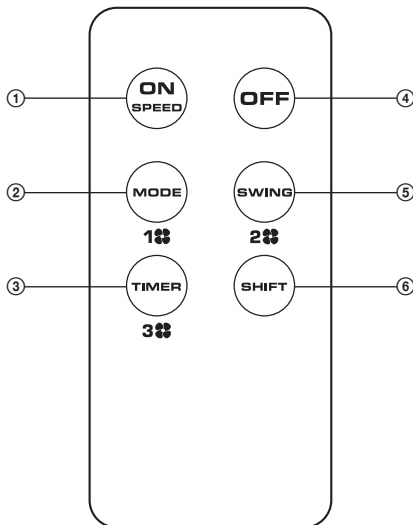 ① ON SPEED OFF ④
② MODE SWING ⑤
1 2
③ TIMER SHIFT ⑥
3